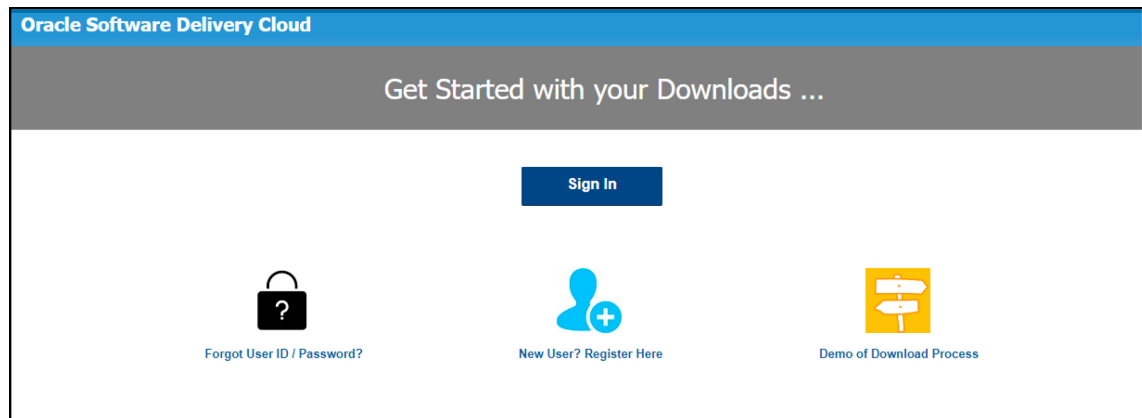 Oracle Software Delivery Cloud
Get Started with your Downloads ...
Sign In
?
Forgot User ID / Password?
New User? Register Here
Demo of Download Process